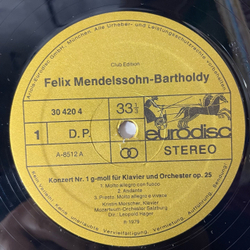 Club Edition
Felix Mendelssohn-Bartholdy
30 420 4
33⅓
1
D.P.
eurodisc
A-8512 A
STEREO
Konzert Nr. 1 g-moll für Klavier und Orchester op. 25
1. Molto allegro con fuoco
2. Andante
3. Presto. Molto allegro e vivace
Mozarteum-Orchester Salzburg
Dir.: Leopold Hager
℗ 1978